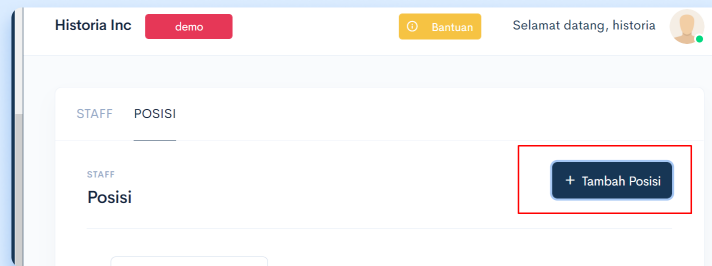 Historia Inc demo Bantuan Selamat datang, historia
STAFF POSISI
STAFF
Posisi
+ Tambah Posisi